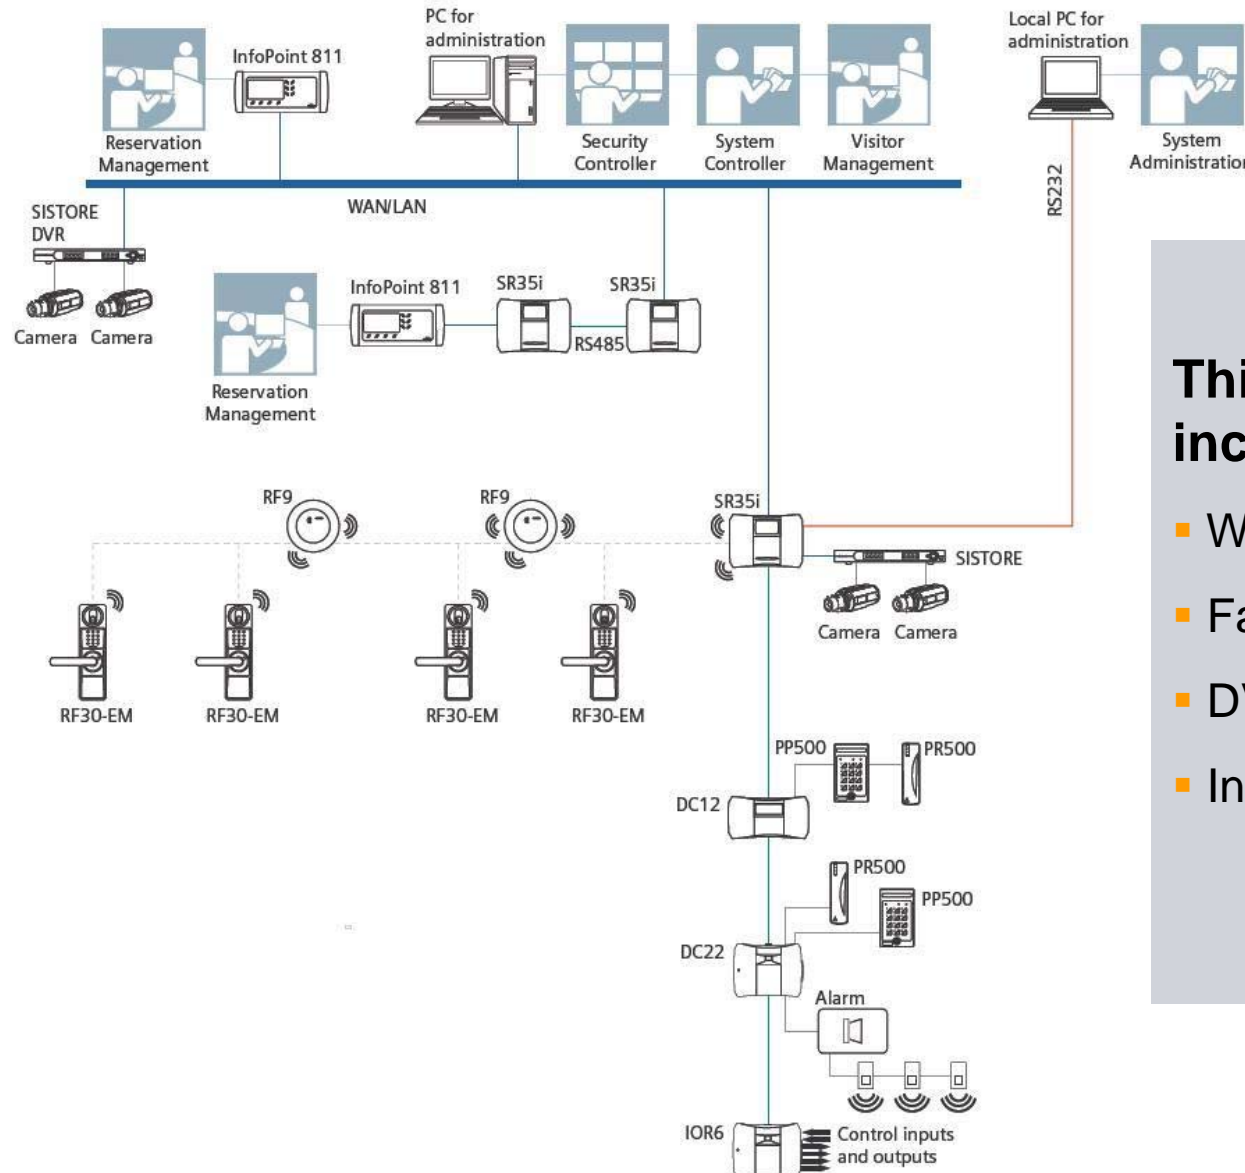 PC for
administration
Local PC for
administration
InfoPoint 811
Reservation
Management
Security
Controller
System
Controller
Visitor
Management
System
Administration
RS232
WAN/LAN
SISTORE
DVR
Camera Camera
InfoPoint 811
SR35i
SR35i
RS485
Reservation
Management
RF9
RF9
SR35i
SISTORE
Camera Camera
RF30-EM
RF30-EM
RF30-EM
RF30-EM
PP500
PR500
DC12
PR500
PP500
DC22
Alarm
IOR6
Control inputs
and outputs